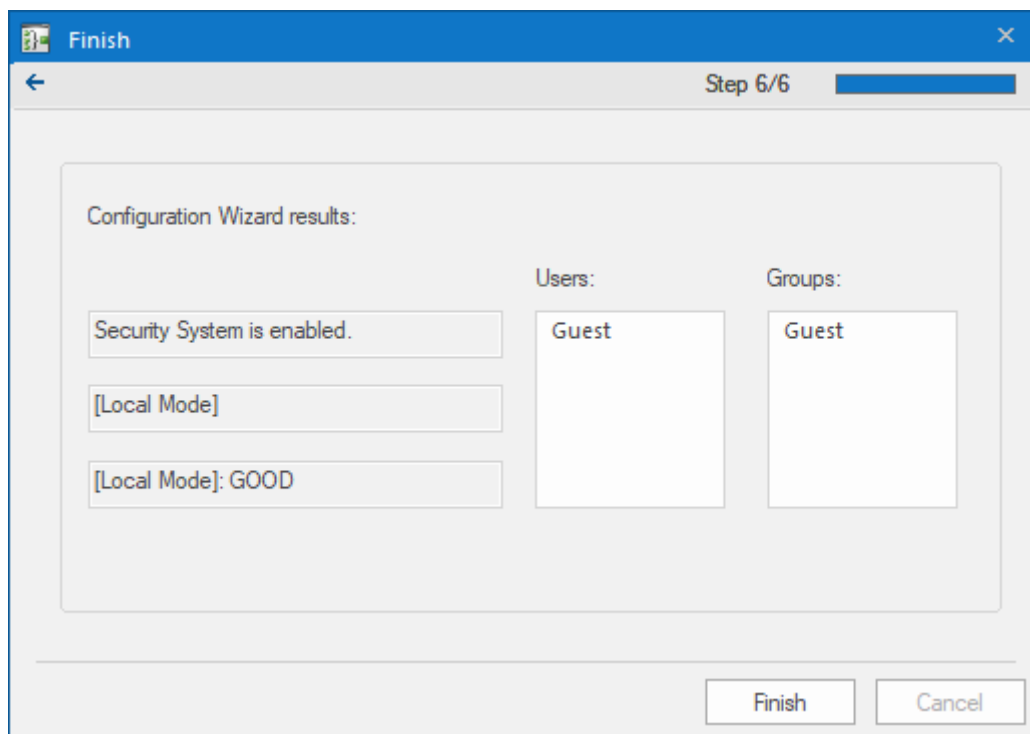 Finish
Step 6/6
Configuration Wizard results:
Users:
Groups:
Security System is enabled.
Guest
Guest
[Local Mode]
[Local Mode]: GOOD
Finish
Cancel